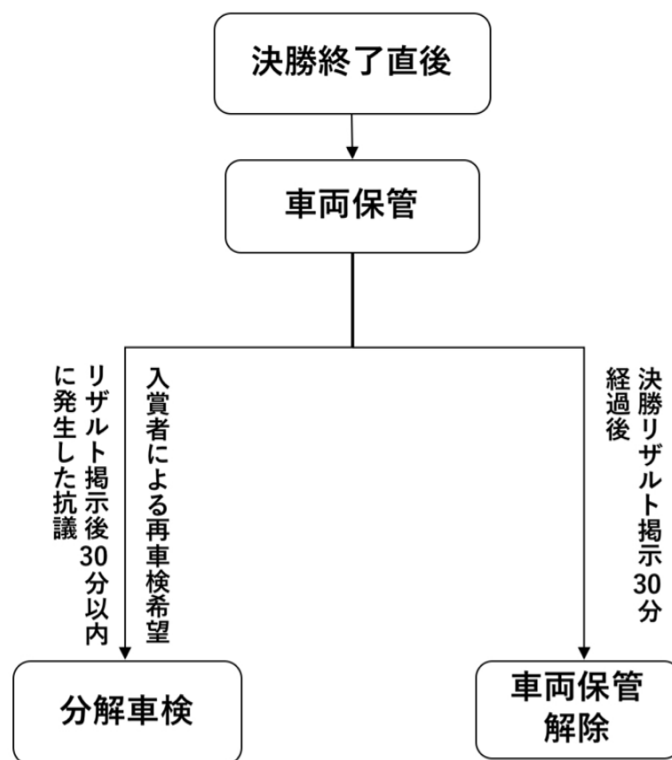 決勝終了直後
車両保管
入賞者による再車検希望
リザルト掲示後30分以内
に発生した抗議
決勝リザルト掲示30分
経過後
分解車検
車両保管
解除